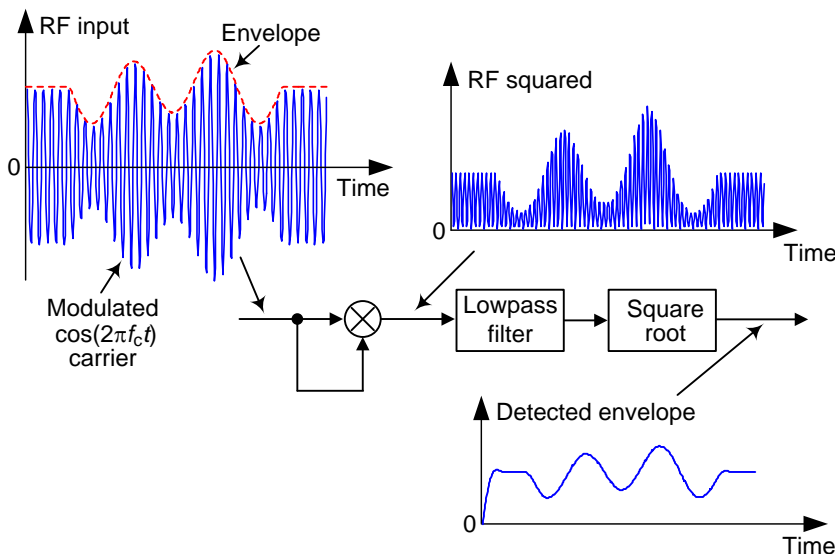 RF input
Envelope
0
Time
Modulated
cos(2πf_ct)
carrier
RF squared
0
Time
Lowpass
filter
Square
root
Detected envelope
0
Time